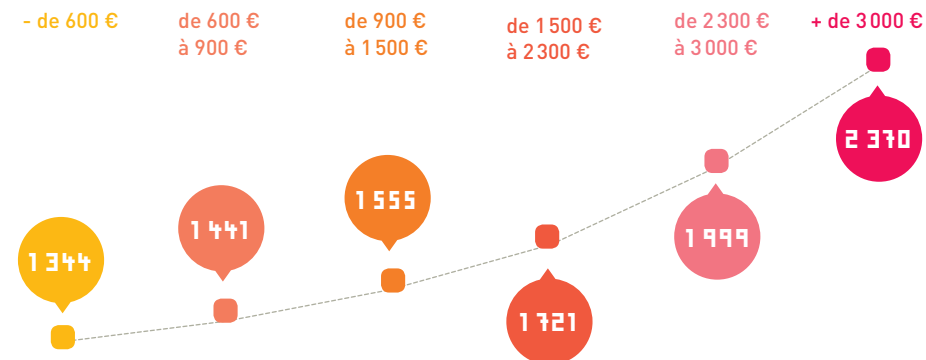 - de 600 €
de 600 €
à 900 €
de 900 €
à 1 500 €
de 1 500 €
à 2 300 €
de 2 300 €
à 3 000 €
+ de 3 000 €
1 344
1 441
1 555
1 721
1 999
2 370